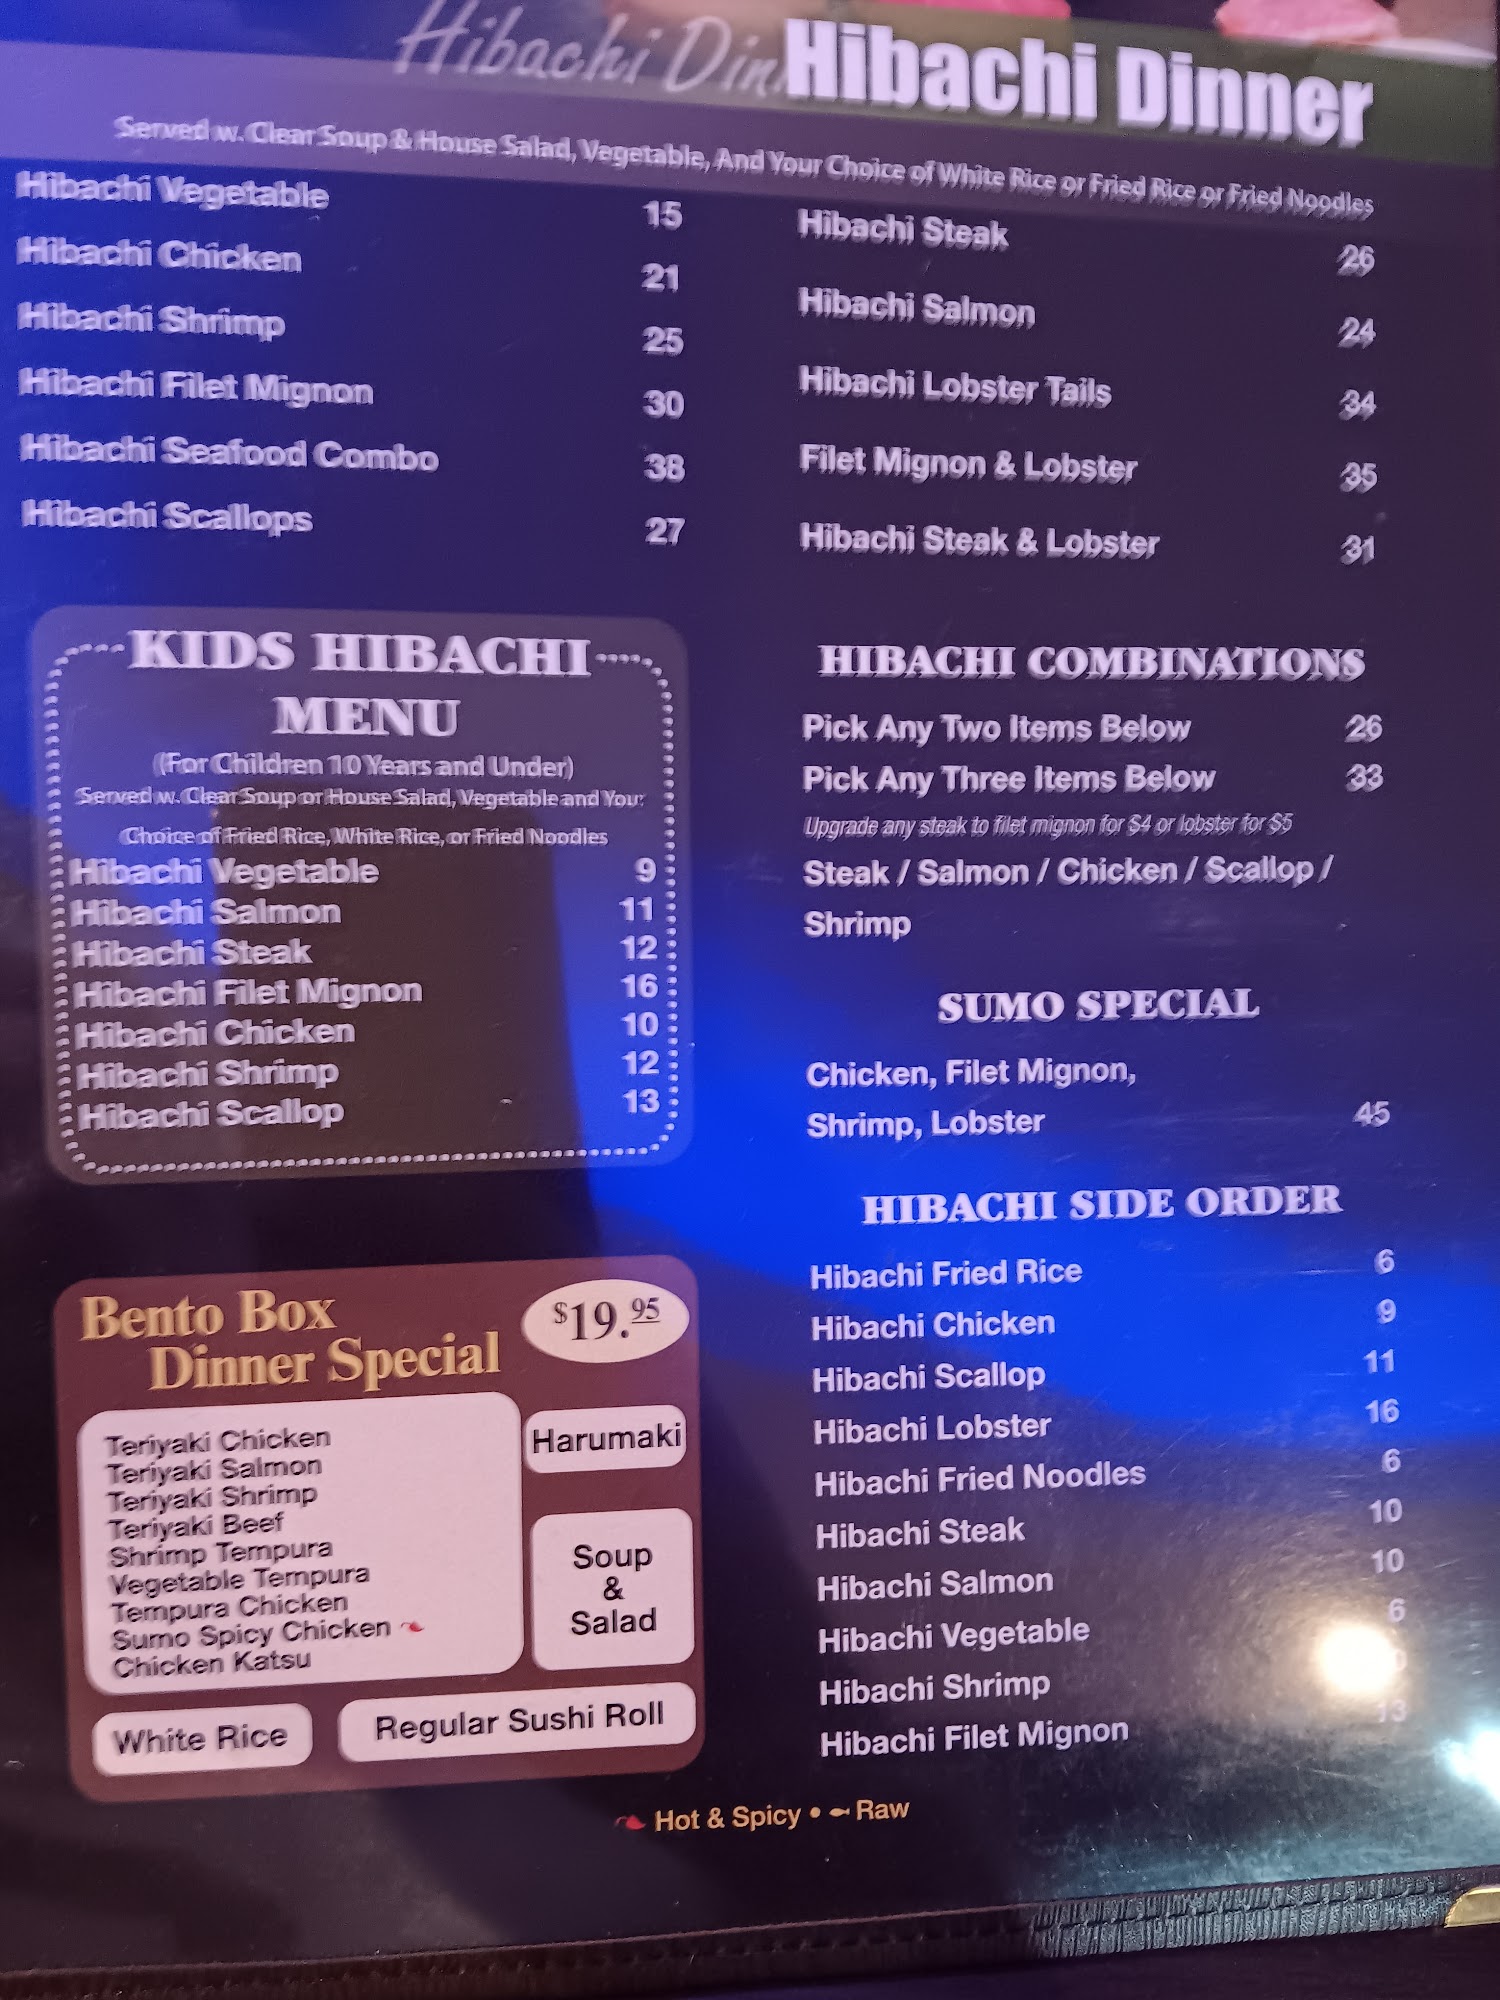 Hibachi Dinner
Served w. Clear Soup & House Salad, Vegetable, And Your Choice of White Rice or Fried Rice or Fried Noodles
Hibachi Vegetable 15
Hibachi Chicken 21
Hibachi Shrimp 25
Hibachi Filet Mignon 30
Hibachi Seafood Combo 38
Hibachi Scallops 27
Hibachi Steak 26
Hibachi Salmon 24
Hibachi Lobster Tails 34
Filet Mignon & Lobster 35
Hibachi Steak & Lobster 31
KIDS HIBACHI
MENU
(For Children 10 Years and Under)
Served w. Clear Soup or House Salad, Vegetable and Your
Choice of Fried Rice, White Rice, or Fried Noodles
Hibachi Vegetable 9
Hibachi Salmon 11
Hibachi Steak 12
Hibachi Filet Mignon 16
Hibachi Chicken 10
Hibachi Shrimp 12
Hibachi Scallop 13
HIBACHI COMBINATIONS
Pick Any Two Items Below 26
Pick Any Three Items Below 33
Upgrade any steak to filet mignon for $4 or lobster for $5
Steak / Salmon / Chicken / Scallop /
Shrimp
SUMO SPECIAL
Chicken, Filet Mignon,
Shrimp, Lobster 45
HIBACHI SIDE ORDER
Hibachi Fried Rice 6
Hibachi Chicken 9
Hibachi Scallop 11
Hibachi Lobster 16
Hibachi Fried Noodles 6
Hibachi Steak 10
Hibachi Salmon 10
Hibachi Vegetable 6
Hibachi Shrimp
Hibachi Filet Mignon 13
Bento Box
Dinner Special
$19.95
Teriyaki Chicken
Teriyaki Salmon
Teriyaki Shrimp
Teriyaki Beef
Shrimp Tempura
Vegetable Tempura
Tempura Chicken
Sumo Spicy Chicken
Chicken Katsu
Harumaki
Soup
&
Salad
White Rice
Regular Sushi Roll
Hot & Spicy • Raw